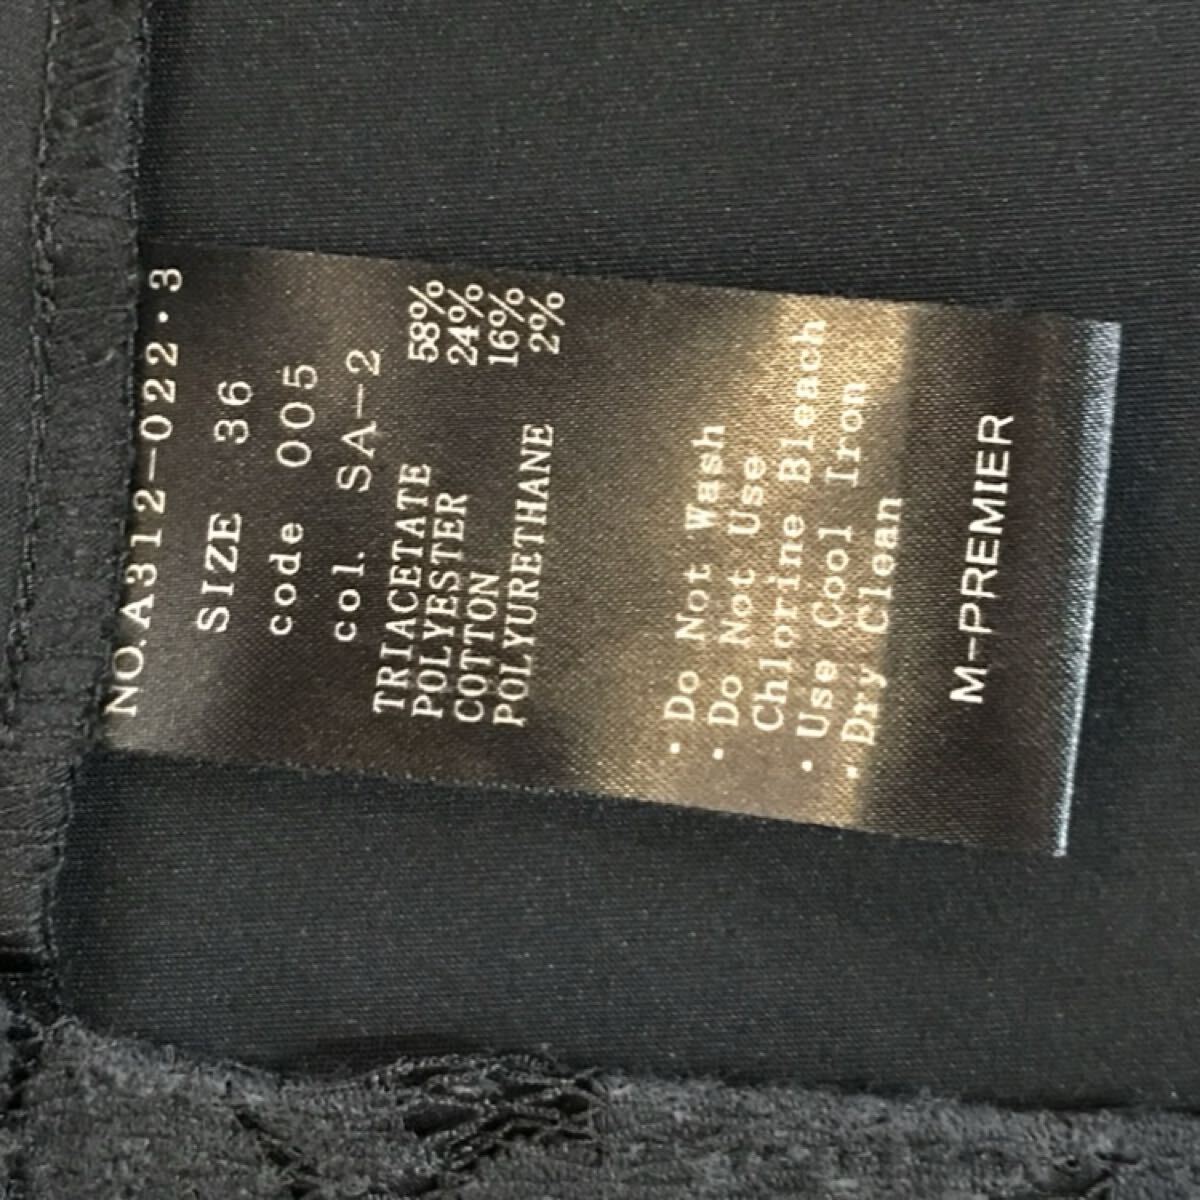 NO.A312-022.3
SIZE 36
code 005
col. SA-2
TRIACETATE 58%
POLYESTER 24%
COTTON 16%
POLYURETHANE 2%
・Do Not Wash
・Do Not Use
Chlorine Bleach
・Use Cool Iron
・Dry Clean
M-PREMIER